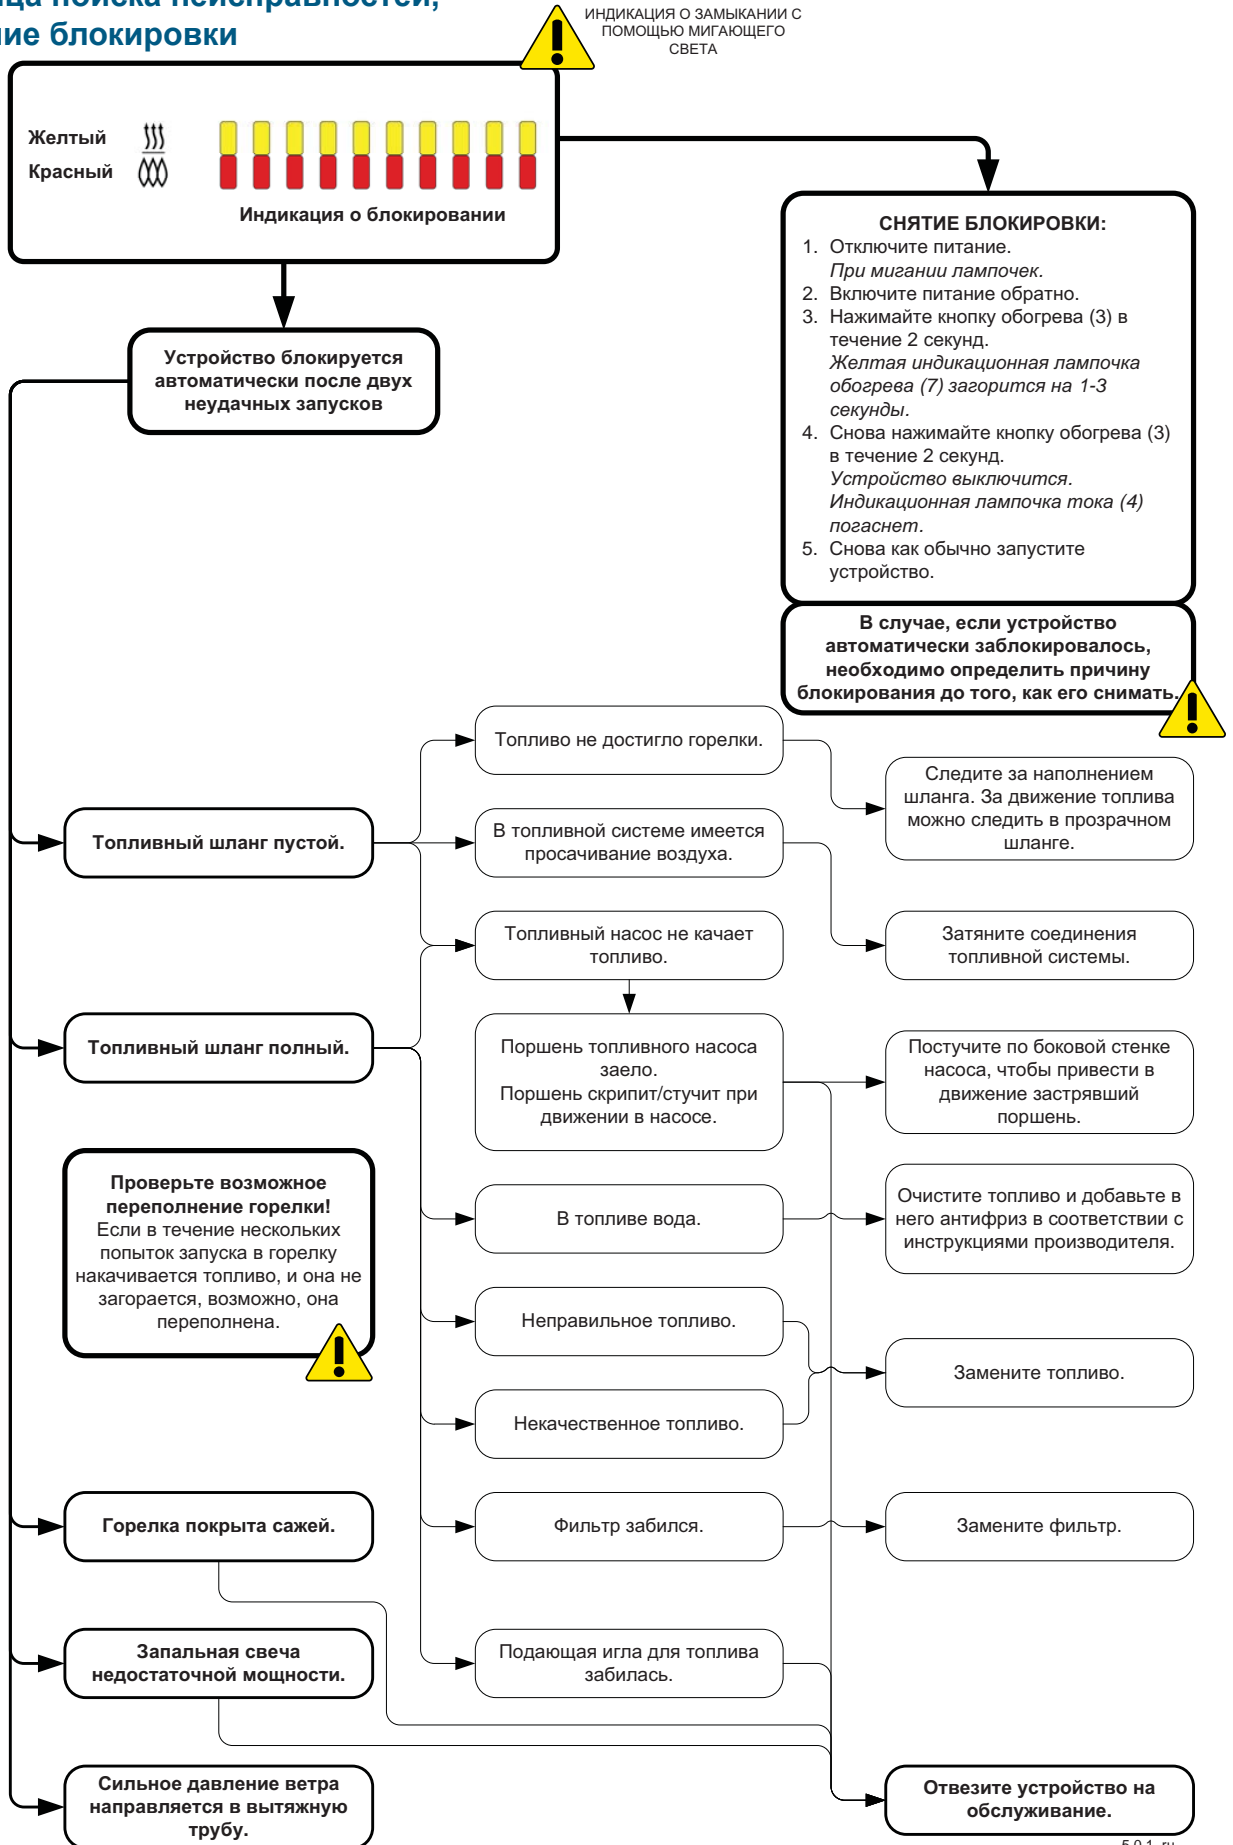 ца поиска неисправностей,
ние блокировки
ИНДИКАЦИЯ О ЗАМЫКАНИИ С
ПОМОЩЬЮ МИГАЮЩЕГО
СВЕТА
Желтый
Красный
Индикация о блокировании
СНЯТИЕ БЛОКИРОВКИ:
1. Отключите питание.
При мигании лампочек.
2. Включите питание обратно.
3. Нажимайте кнопку обогрева (3) в
течение 2 секунд.
Желтая индикационная лампочка
обогрева (7) загорится на 1-3
секунды.
4. Снова нажимайте кнопку обогрева (3)
в течение 2 секунд.
Устройство выключится.
Индикационная лампочка тока (4)
погаснет.
5. Снова как обычно запустите
устройство.
Устройство блокируется
автоматически после двух
неудачных запусков
В случае, если устройство
автоматически заблокировалось,
необходимо определить причину
блокирования до того, как его снимать.
Топливо не достигло горелки.
Следите за наполнением
шланга. За движение топлива
можно следить в прозрачном
шланге.
Топливный шланг пустой.
В топливной системе имеется
просачивание воздуха.
Топливный насос не качает
топливо.
Затяните соединения
топливной системы.
Топливный шланг полный.
Поршень топливного насоса
заело.
Поршень скрипит/стучит при
движении в насосе.
Постучите по боковой стенке
насоса, чтобы привести в
движение застрявший
поршень.
Проверьте возможное
переполнение горелки!
Если в течение нескольких
попыток запуска в горелку
накачивается топливо, и она не
загорается, возможно, она
переполнена.
В топливе вода.
Очистите топливо и добавьте в
него антифриз в соответствии с
инструкциями производителя.
Неправильное топливо.
Замените топливо.
Некачественное топливо.
Горелка покрыта сажей.
Фильтр забился.
Замените фильтр.
Запальная свеча
недостаточной мощности.
Подающая игла для топлива
забилась.
Сильное давление ветра
направляется в вытяжную
трубу.
Отвезите устройство на
обслуживание.